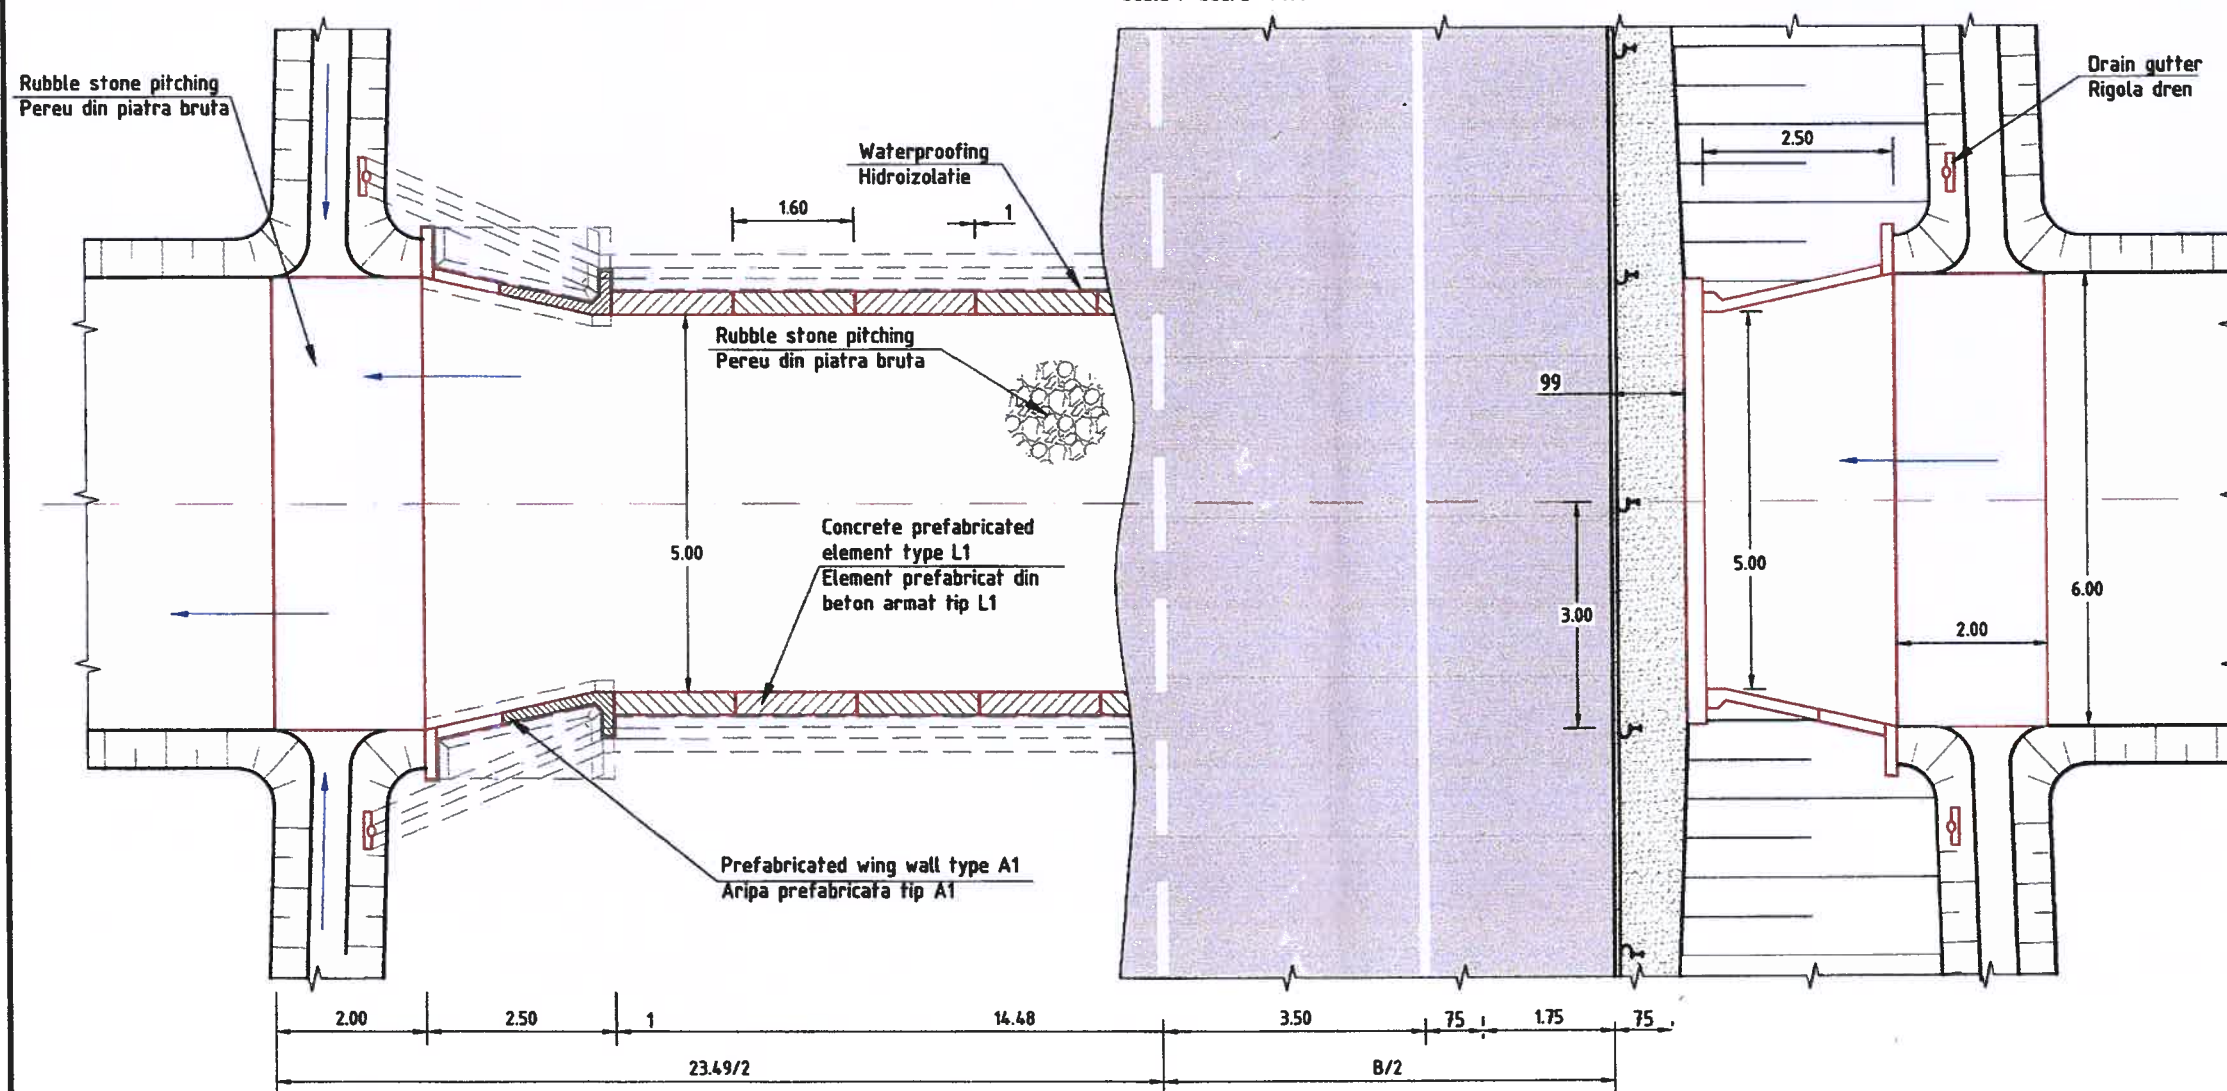 Rubble stone pitching
Pereu din piatra bruta
Drain gutter
Rigola dren
2.50
Waterproofing
Hidroizolatie
1.60
1
Rubble stone pitching
Pereu din piatra bruta
99
Concrete prefabricated
element type L1
Element prefabricat din
beton armat tip L1
5.00
5.00
6.00
3.00
2.00
Prefabricated wing wall type A1
Aripa prefabricata tip A1
2.00
2.50
1
14.48
3.50
75
1.75
75
23.49/2
B/2